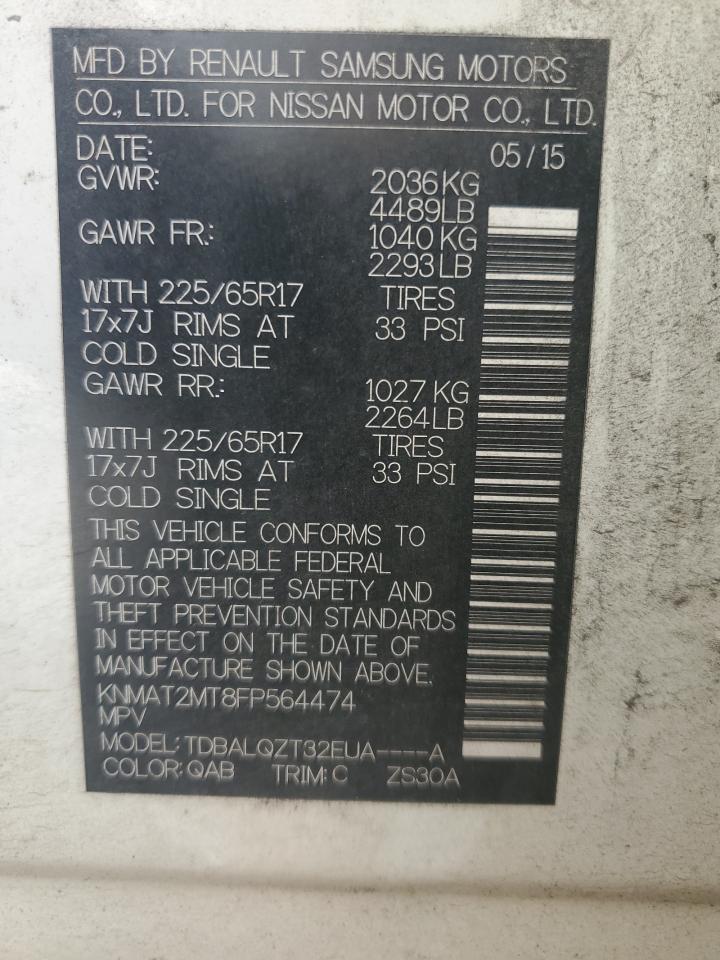 MFD BY RENAULT SAMSUNG MOTORS
CO., LTD. FOR NISSAN MOTOR CO., LTD.
DATE: 05/15
GVWR: 2036KG
4489LB
GAWR FR.: 1040KG
2293LB
WITH 225/65R17 TIRES
17x7J RIMS AT 33 PSI
COLD SINGLE
GAWR RR.: 1027KG
2264LB
WITH 225/65R17 TIRES
17x7J RIMS AT 33 PSI
COLD SINGLE
THIS VEHICLE CONFORMS TO
ALL APPLICABLE FEDERAL
MOTOR VEHICLE SAFETY AND
THEFT PREVENTION STANDARDS
IN EFFECT ON THE DATE OF
MANUFACTURE SHOWN ABOVE.
KNMAT2MT8FP564474
MPV
MODEL: TDBALQZT32EUA----A
COLOR: QAB TRIM: C ZS30A